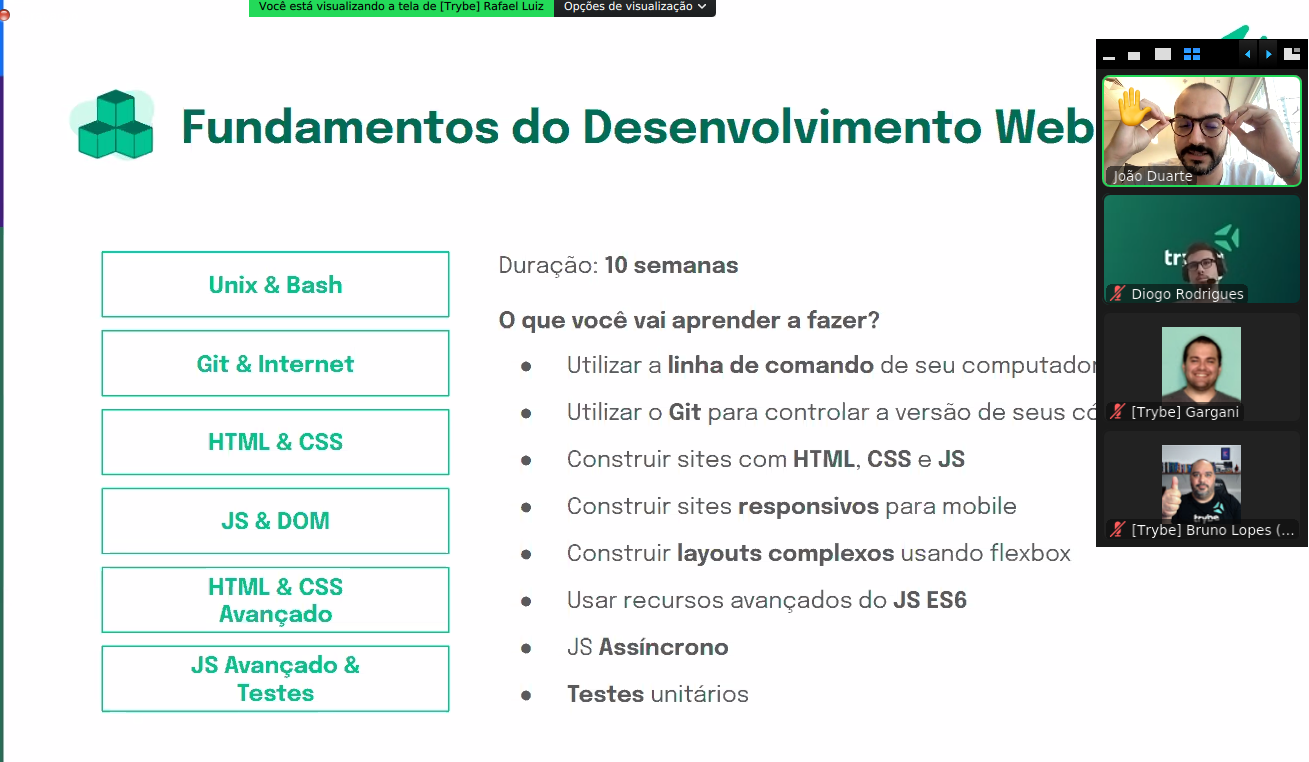 Você está visualizando a tela de [Trybe] Rafael Luiz
Opções de visualização
Fundamentos do Desenvolvimento Web
Unix & Bash
Git & Internet
HTML & CSS
JS & DOM
HTML & CSS
Avançado
JS Avançado &
Testes
Duração: 10 semanas
O que você vai aprender a fazer?
Utilizar a linha de comando de seu computador
Utilizar o Git para controlar a versão de seus
Construir sites com HTML, CSS e JS
Construir sites responsivos para mobile
Construir layouts complexos usando flexbox
Usar recursos avançados do JS ES6
JS Assíncrono
Testes unitários
João Duarte
Diogo Rodrigues
[Trybe] Gargani
[Trybe] Bruno Lopes (...